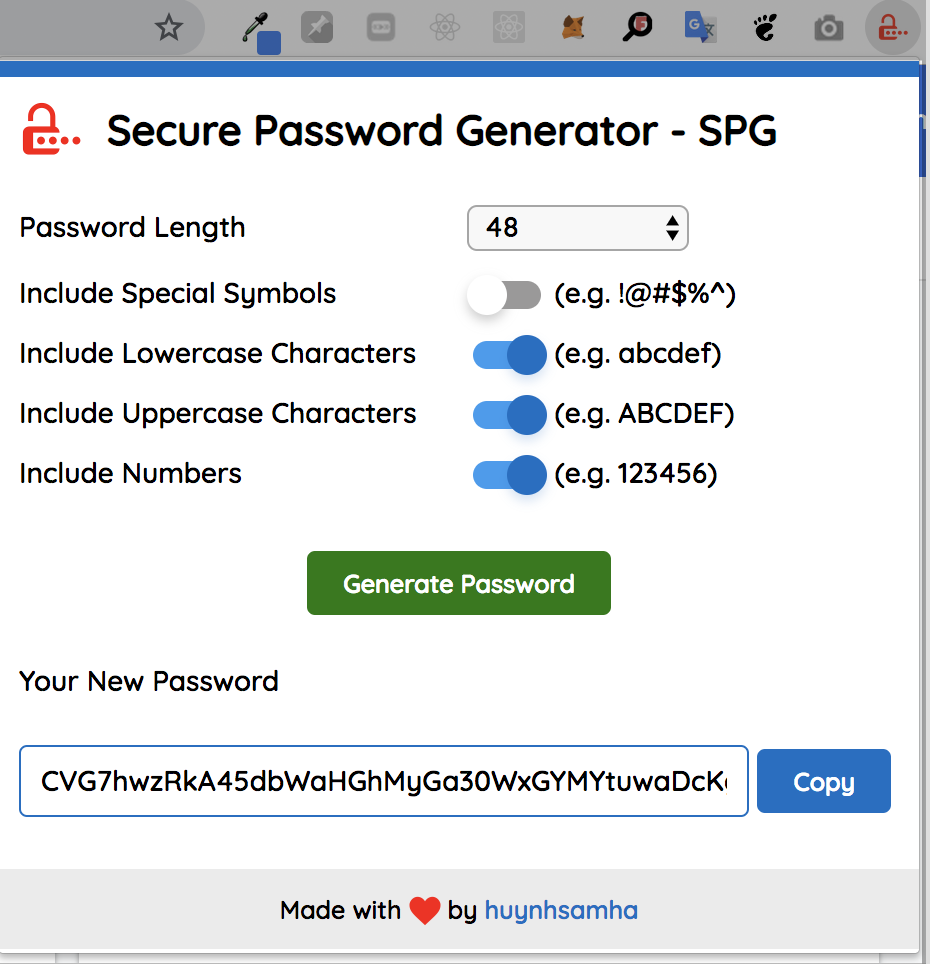 Secure Password Generator - SPG
Password Length 48
Include Special Symbols (e.g. !@#$%^)
Include Lowercase Characters (e.g. abcdef)
Include Uppercase Characters (e.g. ABCDEF)
Include Numbers (e.g. 123456)
Generate Password
Your New Password
CVG7hwzRkA45dbWaHGhMyGa30WxGYMYtuwaDcK
Copy
Made with ❤ by huynhsamha